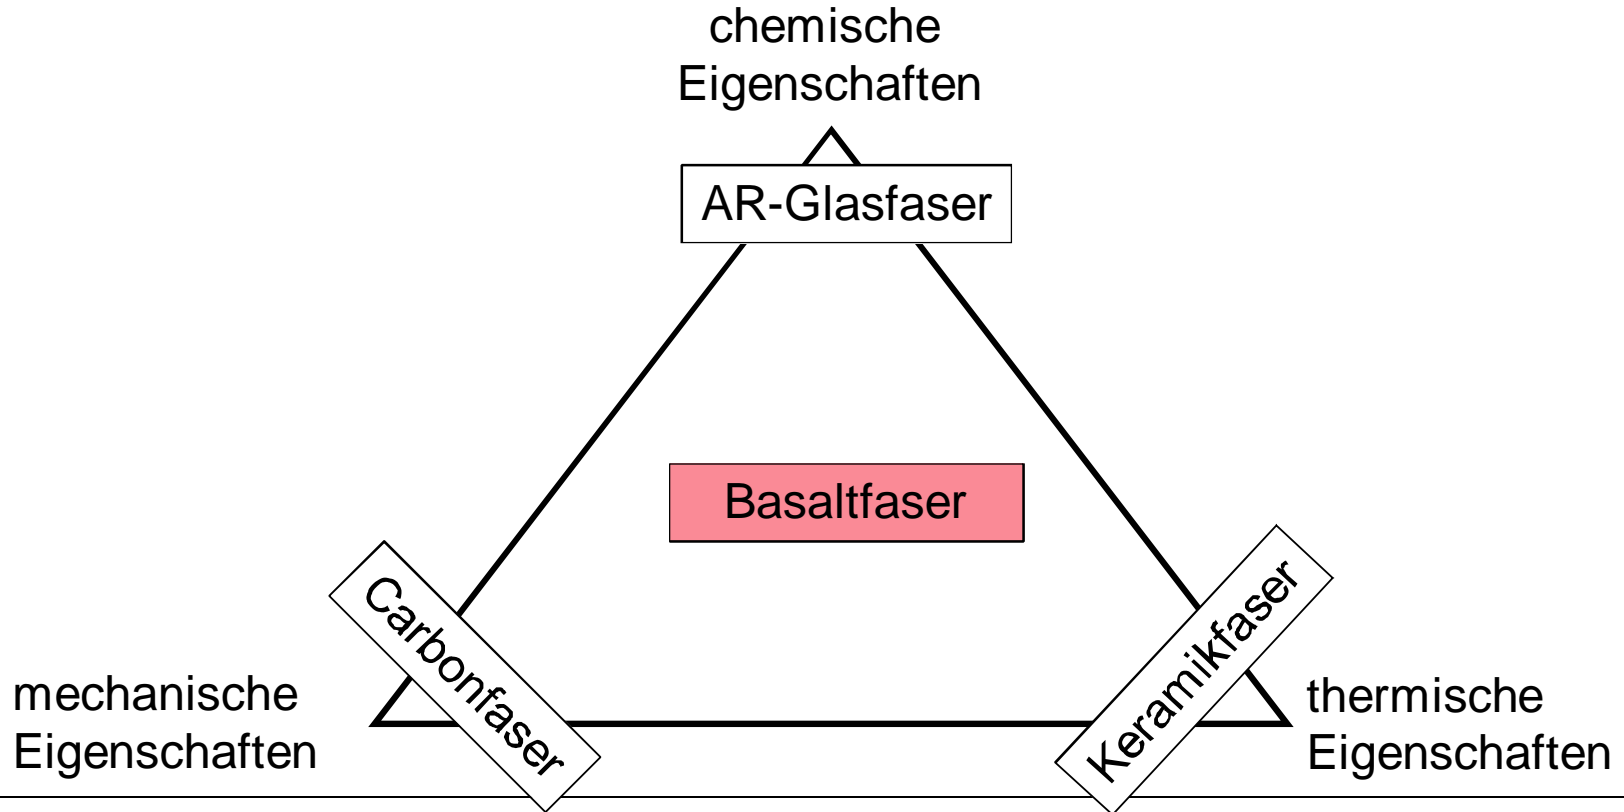 chemische
Eigenschaften
AR-Glasfaser
Basaltfaser
Carbonfaser
Keramikfaser
mechanische
Eigenschaften
thermische
Eigenschaften